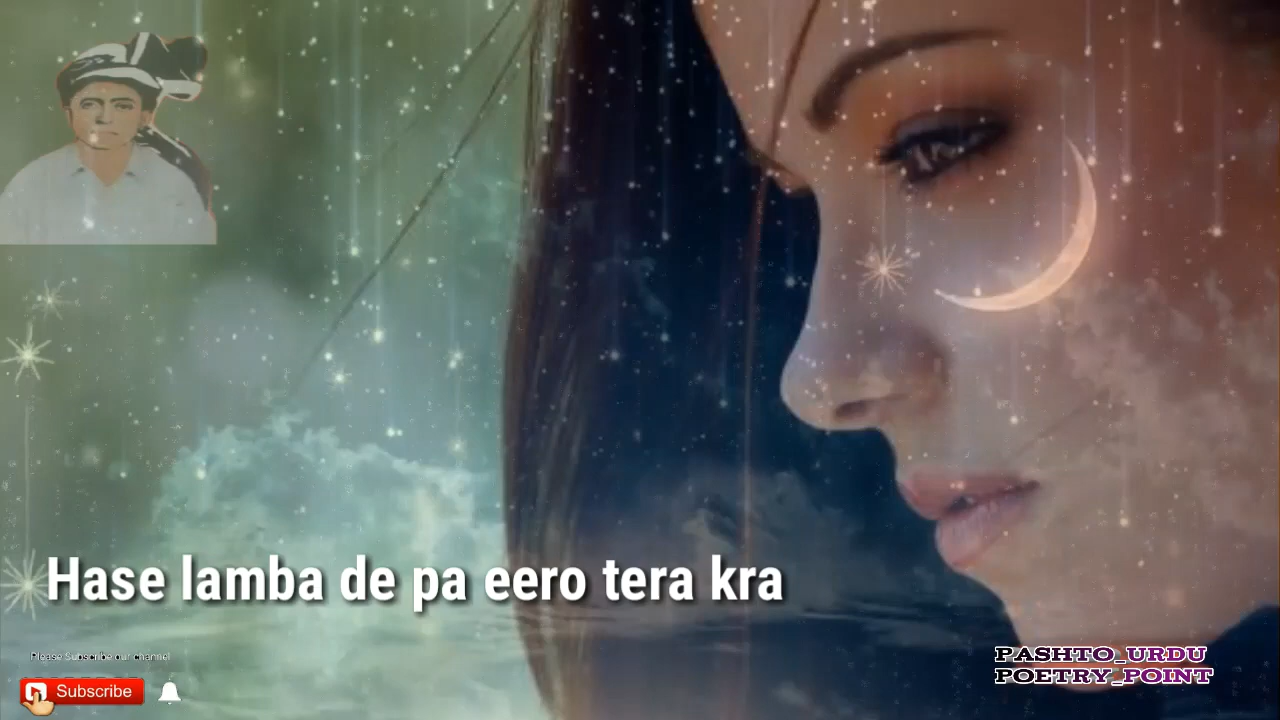 Hase lamba de pa eero tera kra
Please Subscribe our channel
Subscribe
PASHTO_URDU
POETRY_POINT